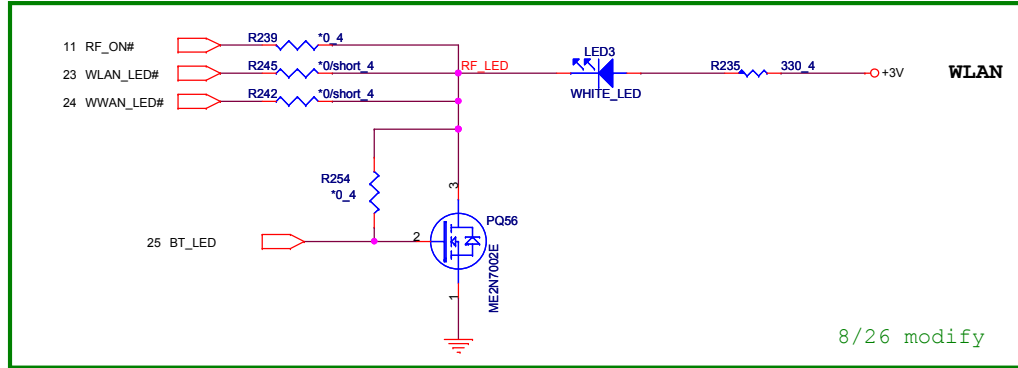 11 RF_ON#
R239 *0_4
23 WLAN_LED#
R245 *0/short_4
24 WWAN_LED#
R242 *0/short_4
RF_LED
LED3
WHITE_LED
R235 330_4
+3V
WLAN
R254
*0_4
3
PQ56
25 BT_LED
2
ME2N7002E
1
8/26 modify